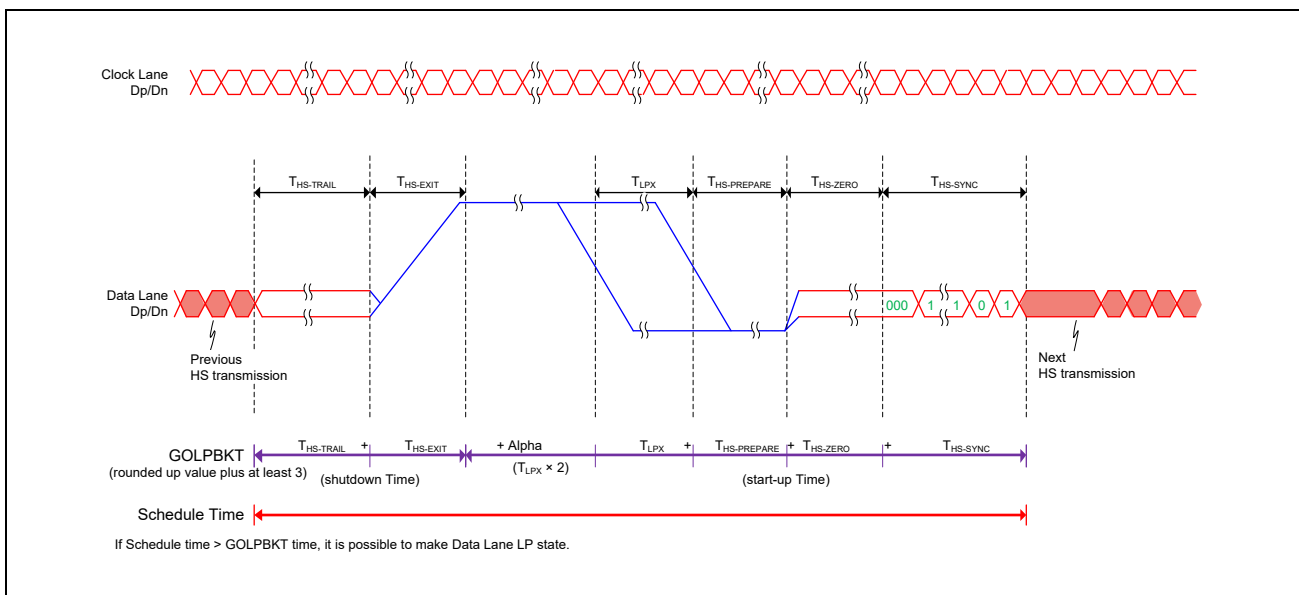 Clock Lane
Dp/Dn
THS-TRAIL THS-EXIT TLPX THS-PREPARE THS-ZERO THS-SYNC
Data Lane
Dp/Dn
000 1 1 0 1
Previous
HS transmission
Next
HS transmission
GOLPBKT THS-TRAIL + THS-EXIT + Alpha TLPX + THS-PREPARE + THS-ZERO + THS-SYNC
(rounded up value plus at least 3) (shutdown Time) (TLPX × 2) (start-up Time)
Schedule Time
If Schedule time > GOLPBKT time, it is possible to make Data Lane LP state.